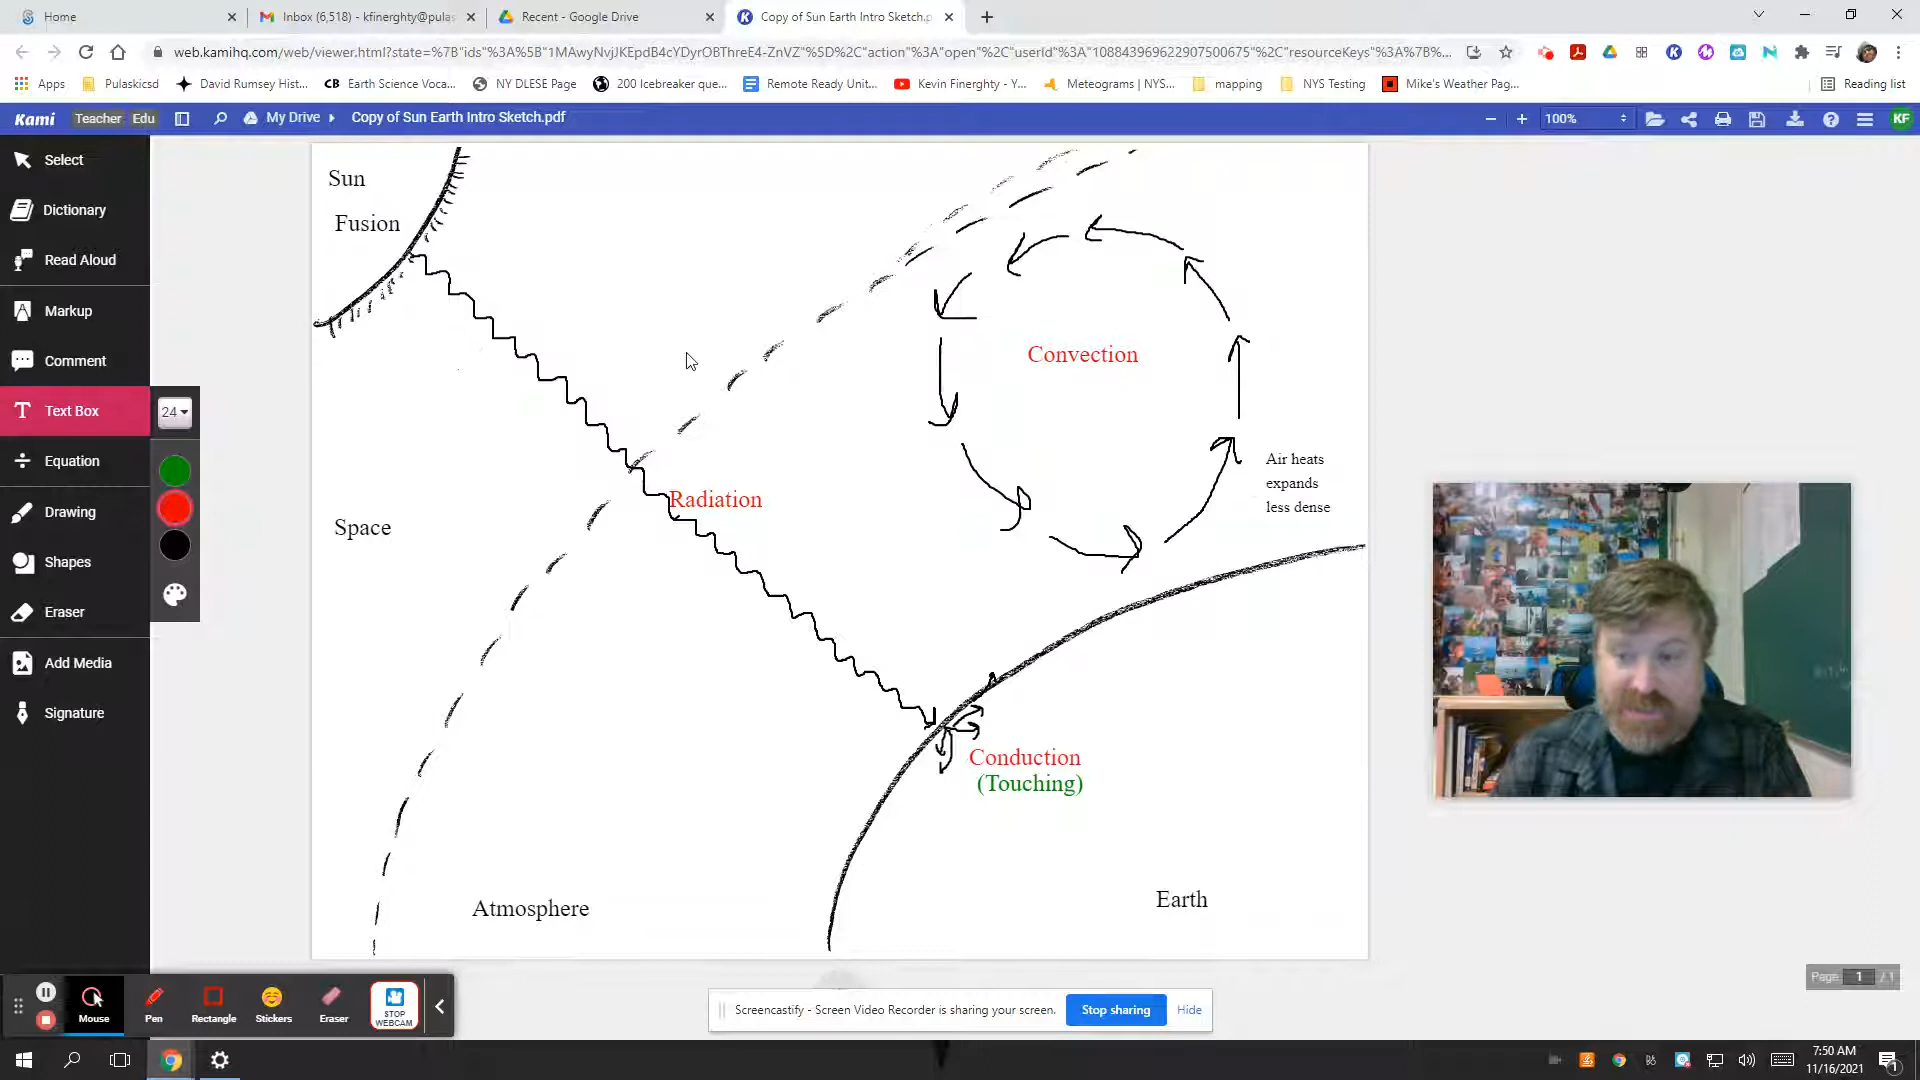 Home
Inbox (6,518) - kfinerghty@pulas
Recent - Google Drive
Copy of Sun Earth Intro Sketch.p
web.kamihq.com/web/viewer.html?state=%7B"ids"%3A%5B"1MAwyNvjJKEpdB4cYDyrOBThreE4-ZnVZ"%5D%2C"action"%3A"open"%2C"userId"%3A"108843969622907500675"%2C"resourceKeys"%3A%7B%...
Apps
Pulaskicsd
David Rumsey Hist...
CB Earth Science Voca...
NY DLESE Page
200 Icebreaker que...
Remote Ready Unit...
Kevin Finerghty - Y...
Meteograms | NYS...
mapping
NYS Testing
Mike's Weather Pag...
Reading list
Kami
Teacher
Edu
My Drive
Copy of Sun Earth Intro Sketch.pdf
100%
KF
Select
Dictionary
Read Aloud
Markup
Comment
Text Box
24
Equation
Drawing
Shapes
Eraser
Add Media
Signature
Sun
Fusion
Convection
Air heats
expands
less dense
Radiation
Space
Conduction
(Touching)
Atmosphere
Earth
Page 1 / 1
Mouse
Pen
Rectangle
Stickers
Eraser
STOP
WEBCAM
Screencastify - Screen Video Recorder is sharing your screen.
Stop sharing
Hide
7:50 AM
11/16/2021
1